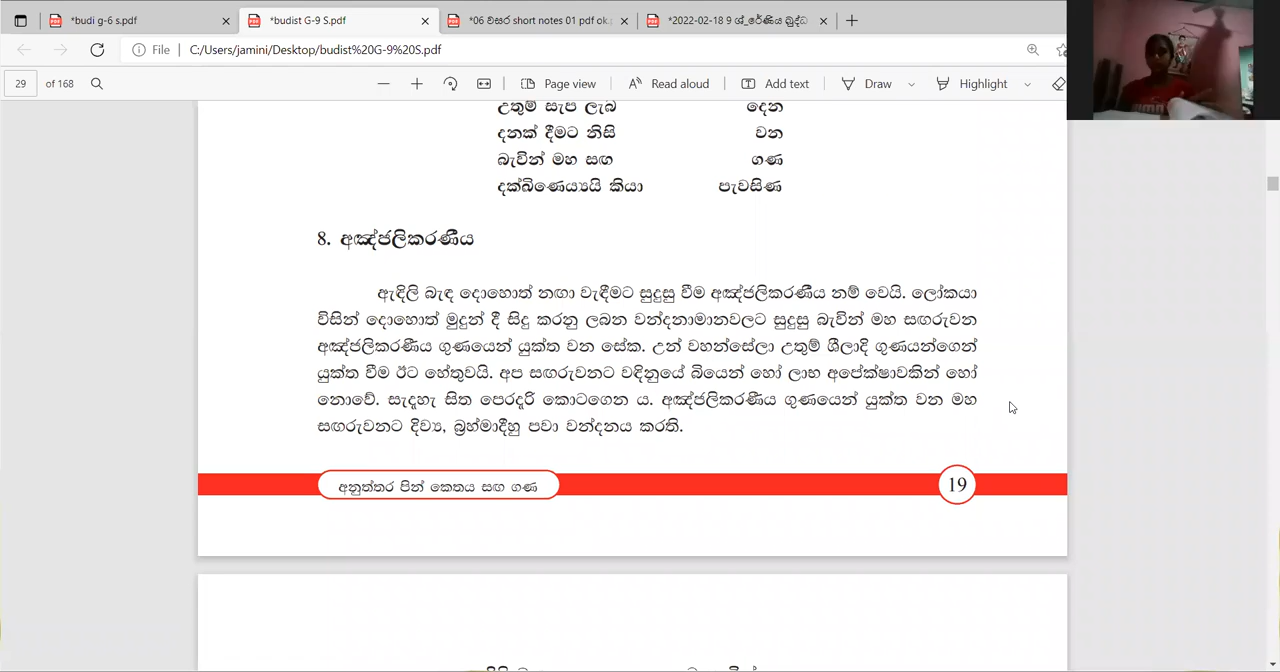 *budi g-6 s.pdf
*budist G-9 S.pdf
*06 වසර short notes 01 pdf ok.p
*2022-02-18 9 ශ්‍රේණිය බුද්ධ
File C:/Users/jamini/Desktop/budist%20G-9%20S.pdf
29 of 168 Page view Read aloud Add text Draw Highlight
උතුම් සැප ලැබ දෙන
දනක් දීමට නිසි වන
බැවින් මහ සඟ ගණ
දක්ඛිණෙය්‍යයි කියා පැවසිණ
8. අඤ්ජලිකරණීය
ඇඳිලි බැඳ දොහොත් නඟා වැඳීමට සුදුසු වීම අඤ්ජලිකරණීය නම් වෙයි. ලෝකයා
විසින් දොහොත් මුදුන් දී සිදු කරනු ලබන වන්දනාමානවලට සුදුසු බැවින් මහ සඟරුවන
අඤ්ජලිකරණීය ගුණයෙන් යුක්ත වන සේක. උන් වහන්සේලා උතුම් ශීලාදි ගුණයන්ගෙන්
යුක්ත වීම ඊට හේතුවයි. අප සඟරුවනට වඳිනුයේ බියෙන් හෝ ලාභ අපේක්ෂාවකින් හෝ
නොවේ. සැදැහැ සිත පෙරදැරි කොටගෙන ය. අඤ්ජලිකරණීය ගුණයෙන් යුක්ත වන මහ
සඟරුවනට දිව්‍ය, බ්‍රහ්මාදීහු පවා වන්දනය කරති.
අනුත්තර පින් කෙතය සඟ ගණ 19